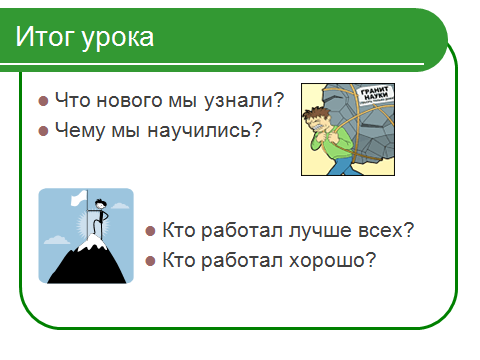 Итог урока
Что нового мы узнали?
ГРАНИТ
НАУКИ
Чему мы научились?
Кто работал лучше всех?
Кто работал хорошо?